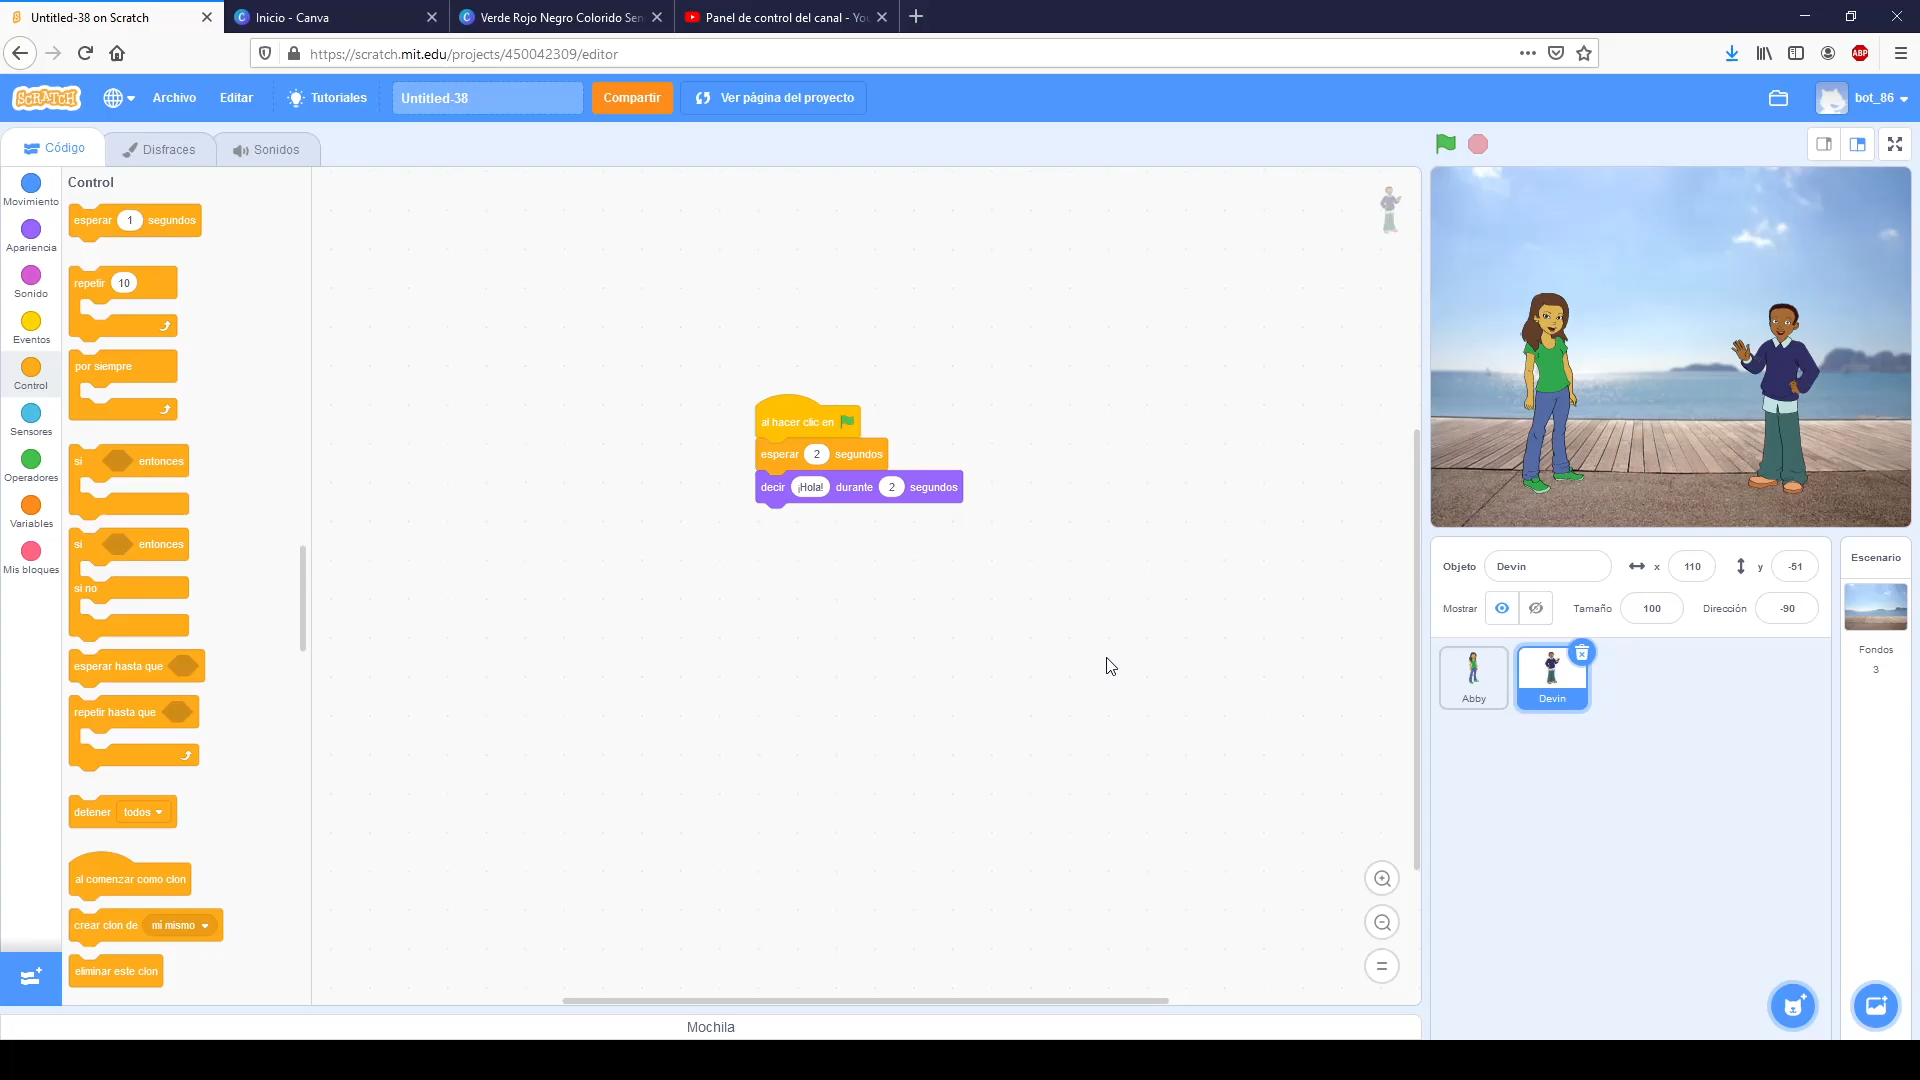 Untitled-38 on Scratch
Inicio - Canva
Verde Rojo Negro Colorido Sen
Panel de control del canal - You
https://scratch.mit.edu/projects/450042309/editor
ABP
SCRATCH
Archivo
Editar
Tutoriales
Untitled-38
Compartir
Ver página del proyecto
bot_86
Código
Disfraces
Sonidos
Movimiento
Apariencia
Sonido
Eventos
Control
Sensores
Operadores
Variables
Mis bloques
Control
esperar 1 segundos
repetir 10
por siempre
si entonces
si entonces
si no
esperar hasta que
repetir hasta que
detener todos
al comenzar como clon
crear clon de mi mismo
eliminar este clon
al hacer clic en
esperar 2 segundos
decir ¡Hola! durante 2 segundos
Objeto Devin x 110 y -51
Mostrar Tamaño 100 Dirección -90
Abby
Devin
Escenario
Fondos
3
Mochila